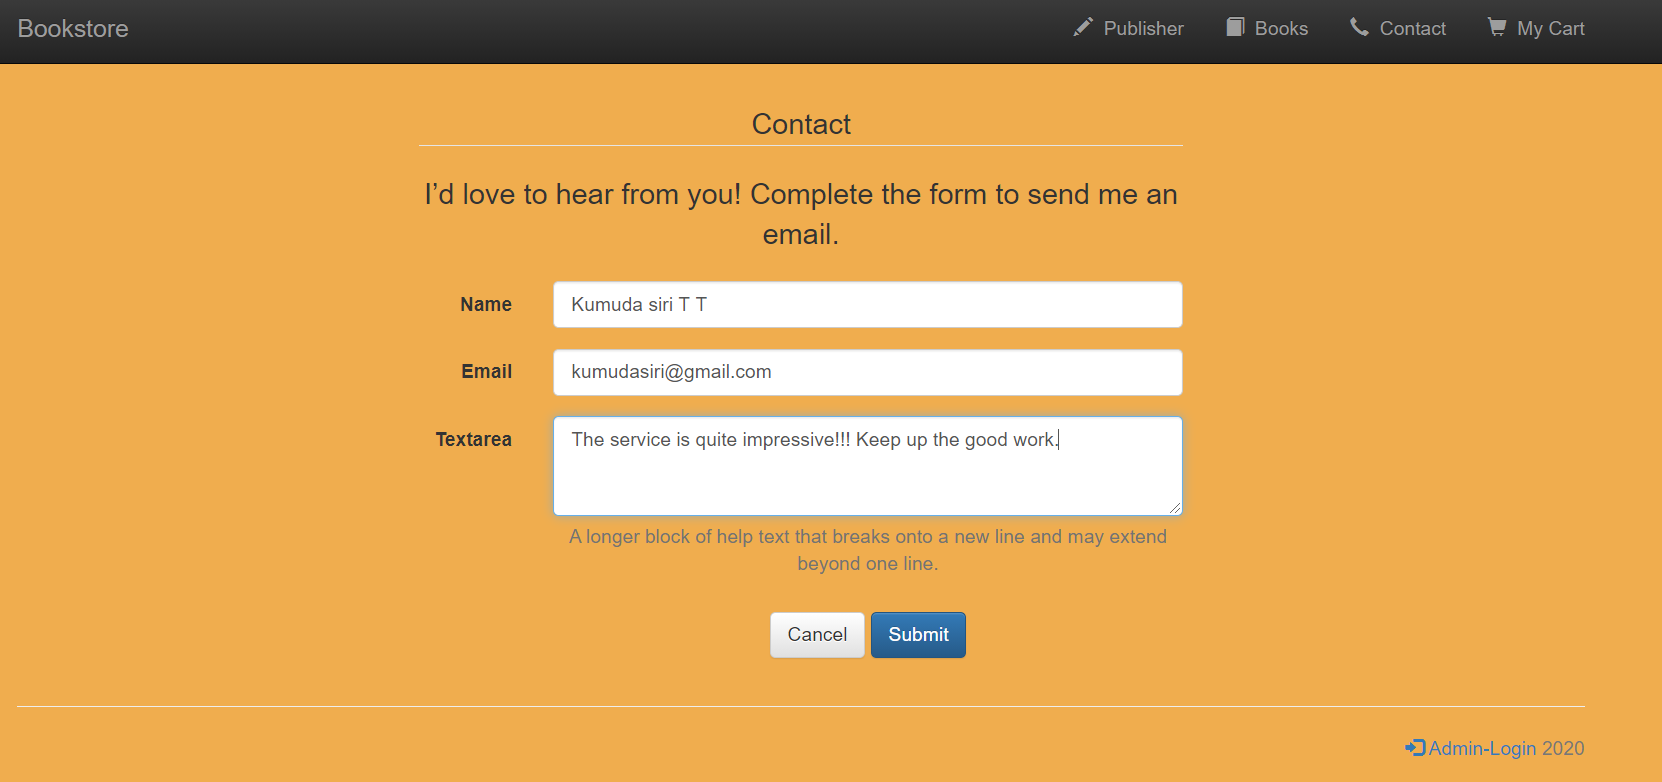 Bookstore
Publisher
Books
Contact
My Cart
Contact
I’d love to hear from you! Complete the form to send me an
email.
Name
Kumuda siri T T
Email
kumudasiri@gmail.com
Textarea
The service is quite impressive!!! Keep up the good work.
A longer block of help text that breaks onto a new line and may extend
beyond one line.
Cancel
Submit
Admin-Login 2020